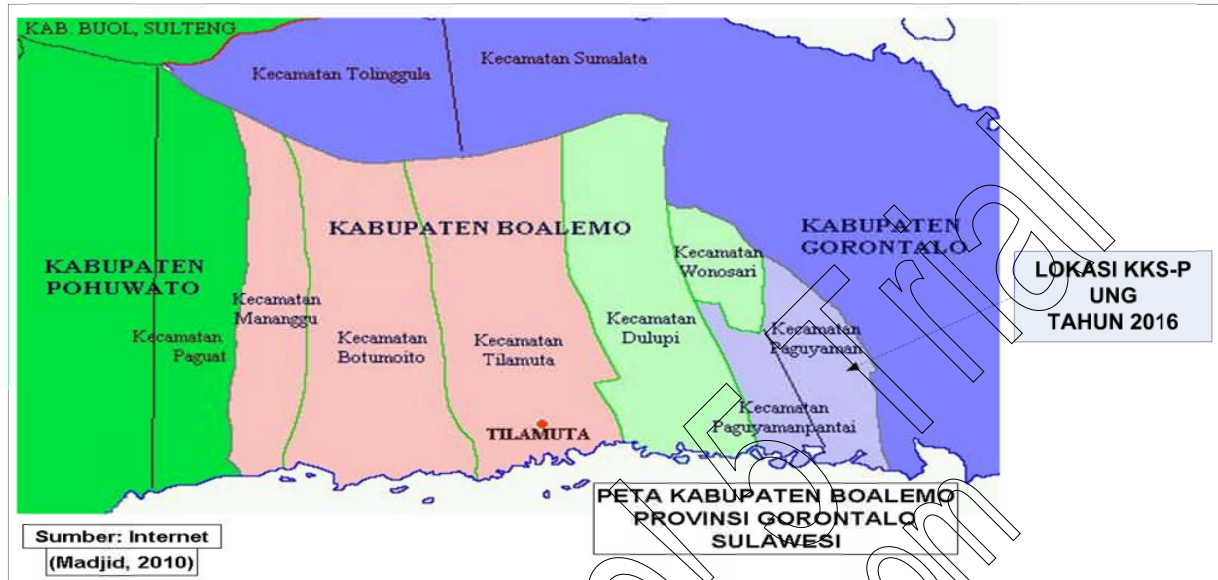 KAB. BUOL, SULTENG
Kecamatan Tolinggula
Kecamatan Sumalata
KABUPATEN BOALEMO
KABUPATEN
GORONTALO
KABUPATEN
POHUWATO
Kecamatan
Wonosari
LOKASI KKS-P
UNG
TAHUN 2016
Kecamatan
Mananggu
Kecamatan
Paguat
Kecamatan
Botumoito
Kecamatan
Tilamuta
Kecamatan
Dulupi
Kecamatan
Paguyaman
Kecamatan
Paguyamanpantai
TILAMUTA
PETA KABUPATEN BOALEMO
PROVINSI GORONTALO
SULAWESI
Sumber: Internet
(Madjid, 2010)
Trial